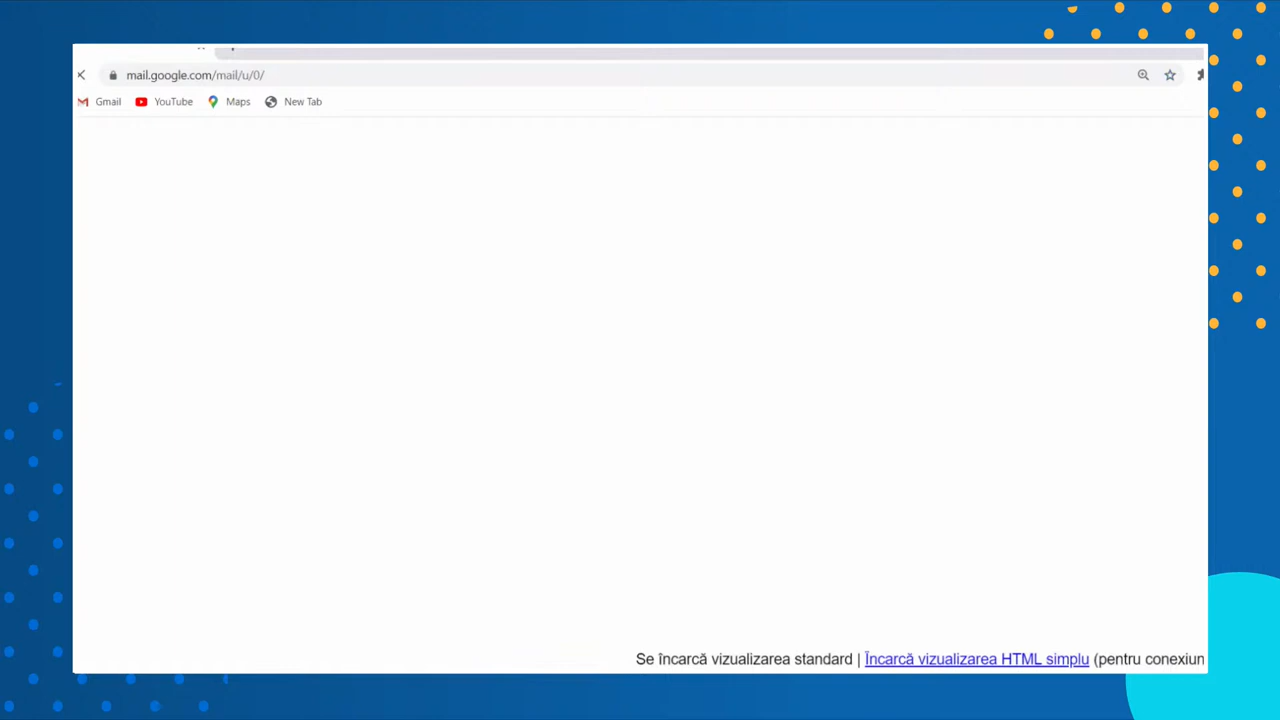 mail.google.com/mail/u/0/
Gmail YouTube Maps New Tab
Se încarcă vizualizarea standard | Încarcă vizualizarea HTML simplu (pentru conexiun